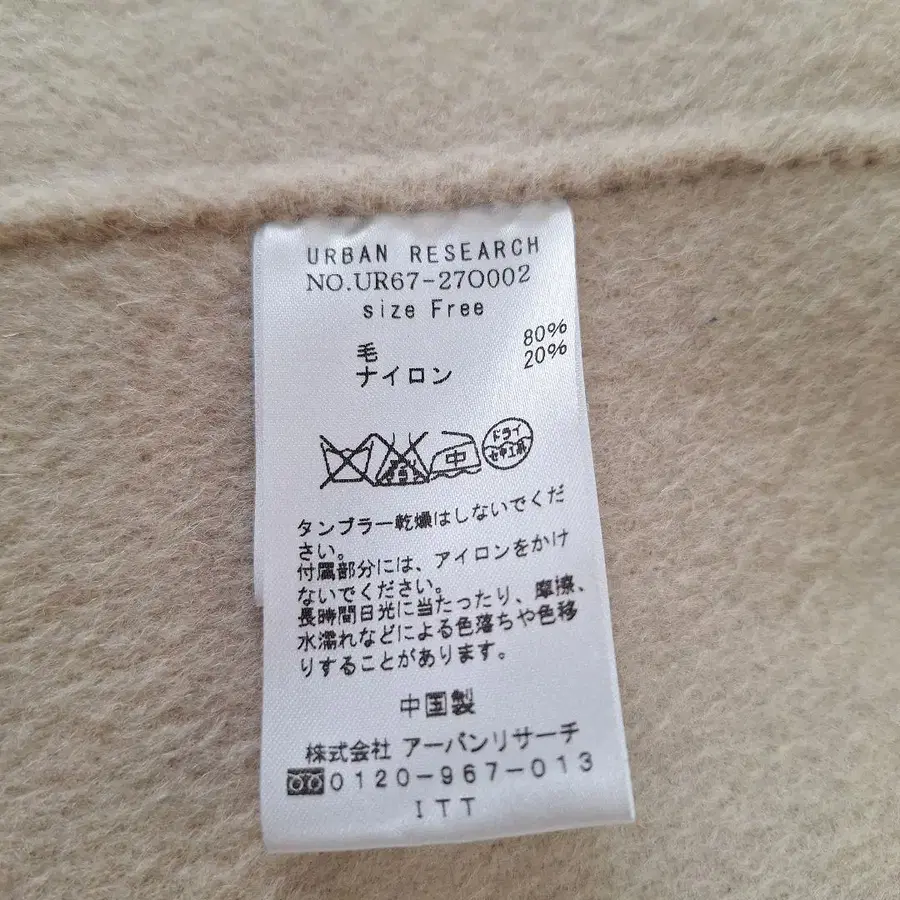 URBAN RESEARCH
NO.UR67-270002
size Free
毛 80%
ナイロン 20%
中 ドライ
セキユ系
タンブラー乾燥はしないでくだ
さい。
付属部分には、アイロンをかけ
ないでください。
長時間日光に当たったり、摩擦、
水濡れなどによる色落ちや色移
りすることがあります。
中国製
株式会社 アーバンリサーチ
0120-967-013
ITT